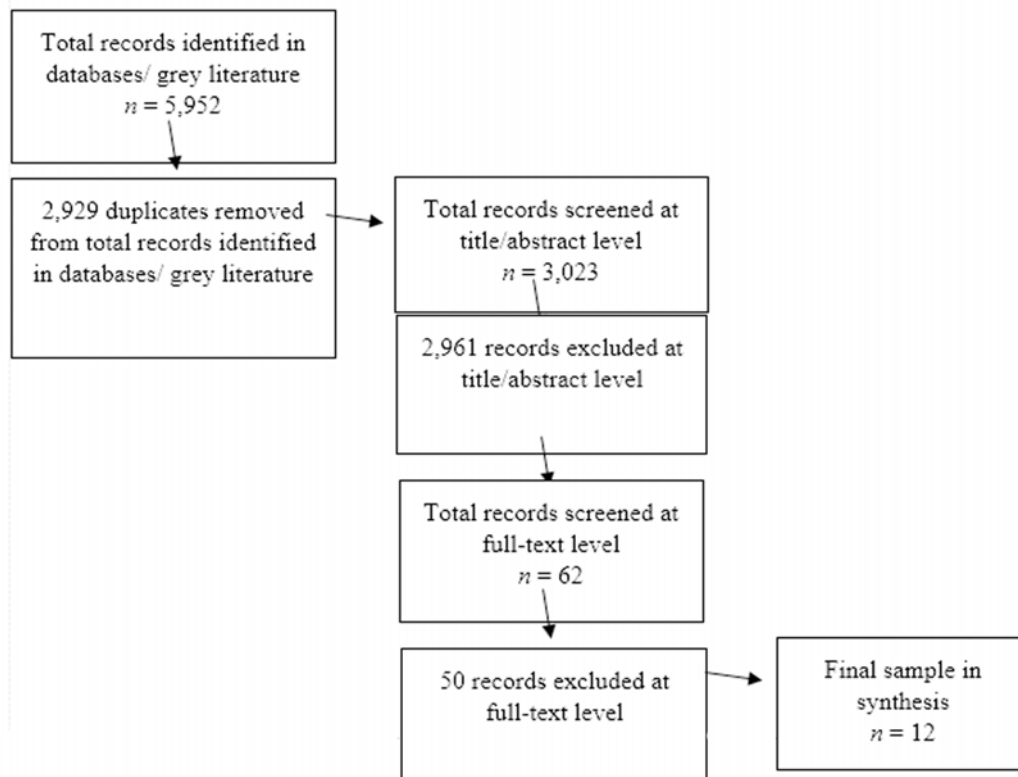 Total records identified in
databases/ grey literature
n = 5,952
2,929 duplicates removed
from total records identified
in databases/ grey literature
Total records screened at
title/abstract level
n = 3,023
2,961 records excluded at
title/abstract level
Total records screened at
full-text level
n = 62
50 records excluded at
full-text level
Final sample in
synthesis
n = 12